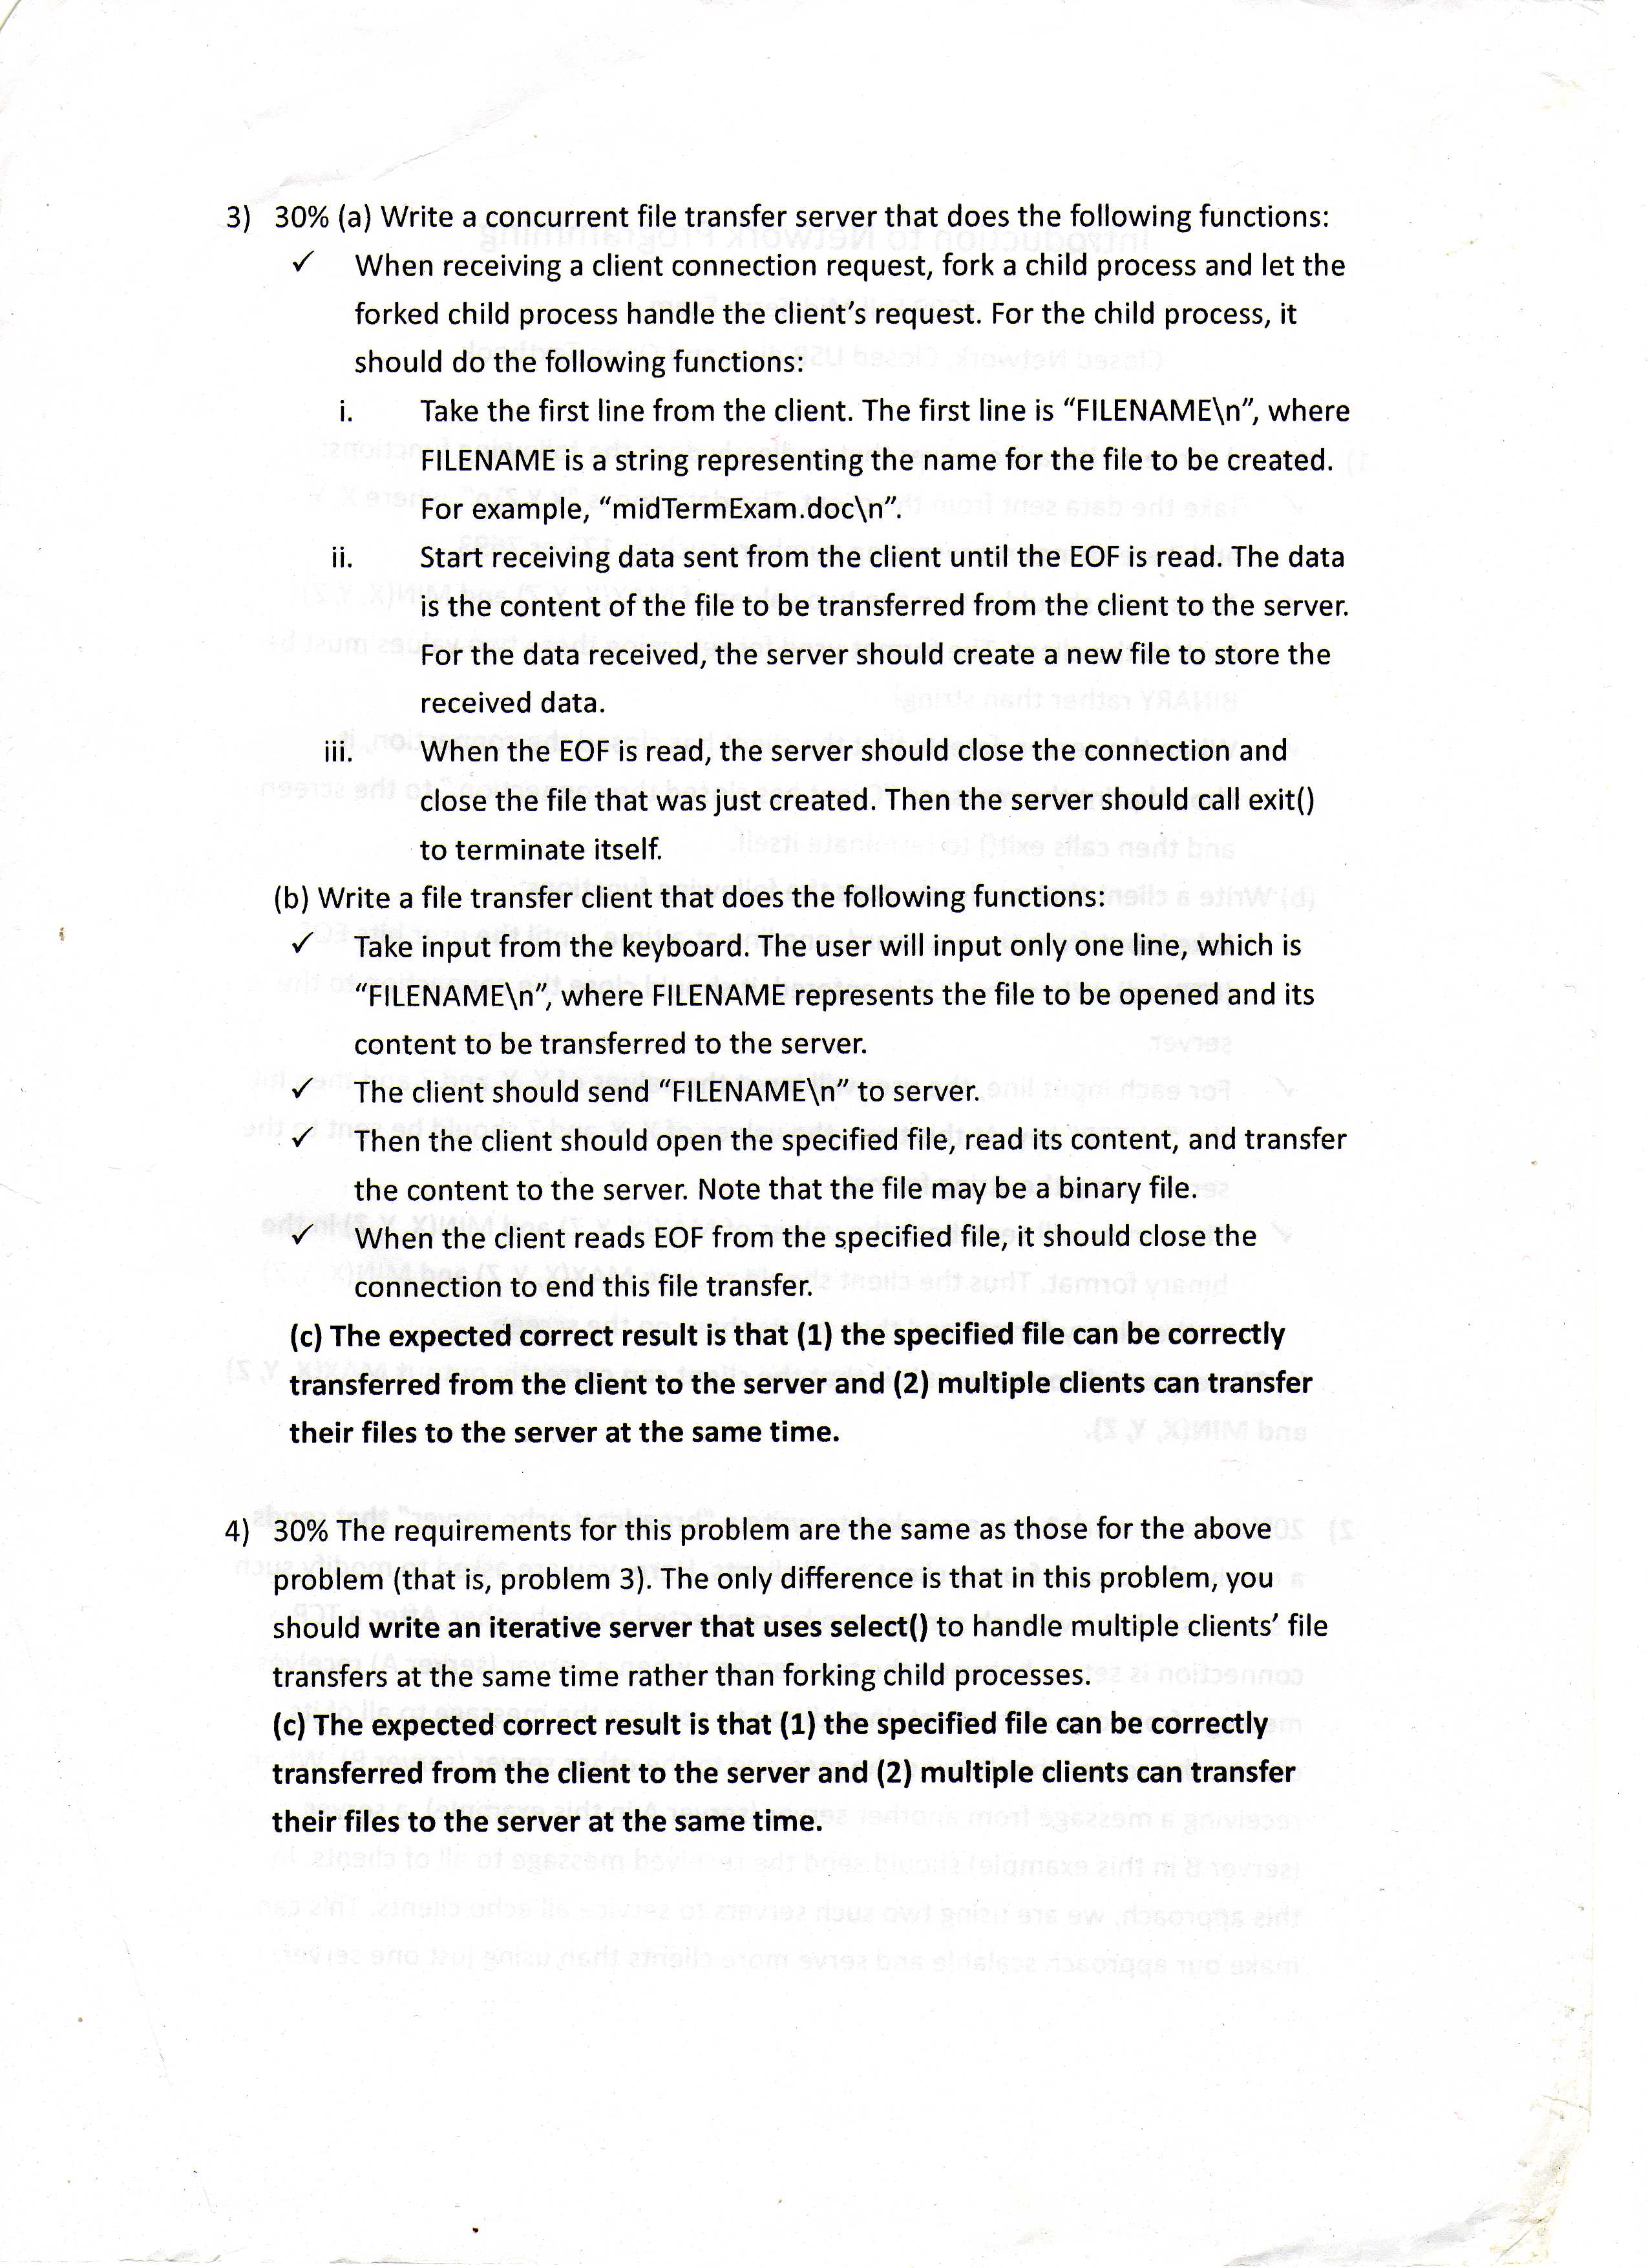 3) 30% (a) Write a concurrent file transfer server that does the following functions:
✓ When receiving a client connection request, fork a child process and let the
forked child process handle the client's request. For the child process, it
should do the following functions:
i. Take the first line from the client. The first line is “FILENAME\n”, where
FILENAME is a string representing the name for the file to be created.
For example, “midTermExam.doc\n”.
ii. Start receiving data sent from the client until the EOF is read. The data
is the content of the file to be transferred from the client to the server.
For the data received, the server should create a new file to store the
received data.
iii. When the EOF is read, the server should close the connection and
close the file that was just created. Then the server should call exit()
to terminate itself.
(b) Write a file transfer client that does the following functions:
✓ Take input from the keyboard. The user will input only one line, which is
“FILENAME\n”, where FILENAME represents the file to be opened and its
content to be transferred to the server.
✓ The client should send “FILENAME\n” to server.
✓ Then the client should open the specified file, read its content, and transfer
the content to the server. Note that the file may be a binary file.
✓ When the client reads EOF from the specified file, it should close the
connection to end this file transfer.
(c) The expected correct result is that (1) the specified file can be correctly
transferred from the client to the server and (2) multiple clients can transfer
their files to the server at the same time.
4) 30% The requirements for this problem are the same as those for the above
problem (that is, problem 3). The only difference is that in this problem, you
should write an iterative server that uses select() to handle multiple clients' file
transfers at the same time rather than forking child processes.
(c) The expected correct result is that (1) the specified file can be correctly
transferred from the client to the server and (2) multiple clients can transfer
their files to the server at the same time.